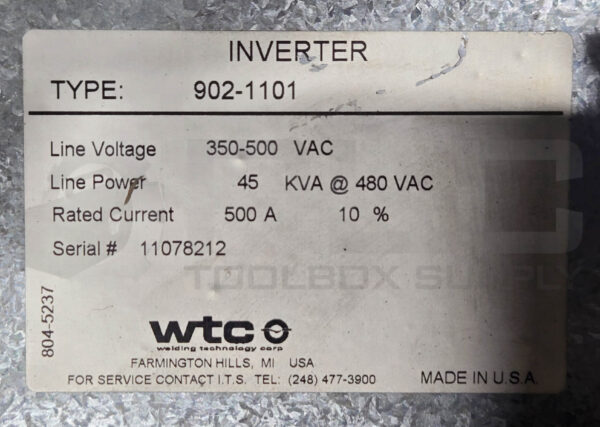 INVERTER
TYPE: 902-1101
Line Voltage 350-500 VAC
Line Power 45 KVA @ 480 VAC
Rated Current 500 A 10 %
Serial # 11078212
TOOLBOX SUPPLY
804-5237
wtc
welding technology corp
FARMINGTON HILLS, MI USA
FOR SERVICE CONTACT I.T.S. TEL: (248) 477-3900
MADE IN U.S.A.